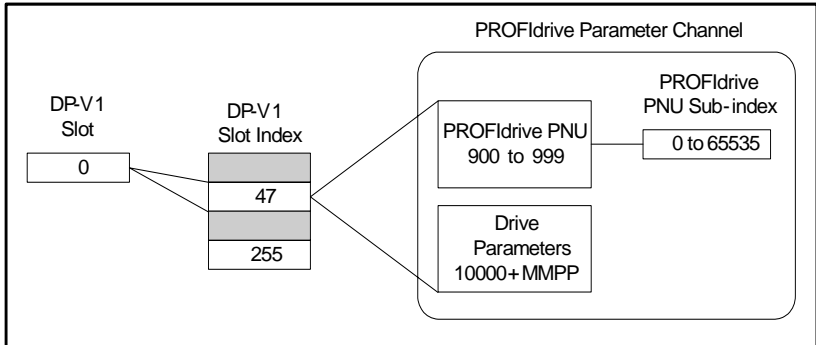 PROFIdrive Parameter Channel
DP-V1
Slot
0
DP-V1
Slot Index
47
255
PROFIdrive PNU
900 to 999
PROFIdrive
PNU Sub-index
0 to 65535
Drive
Parameters
10000+MMPP